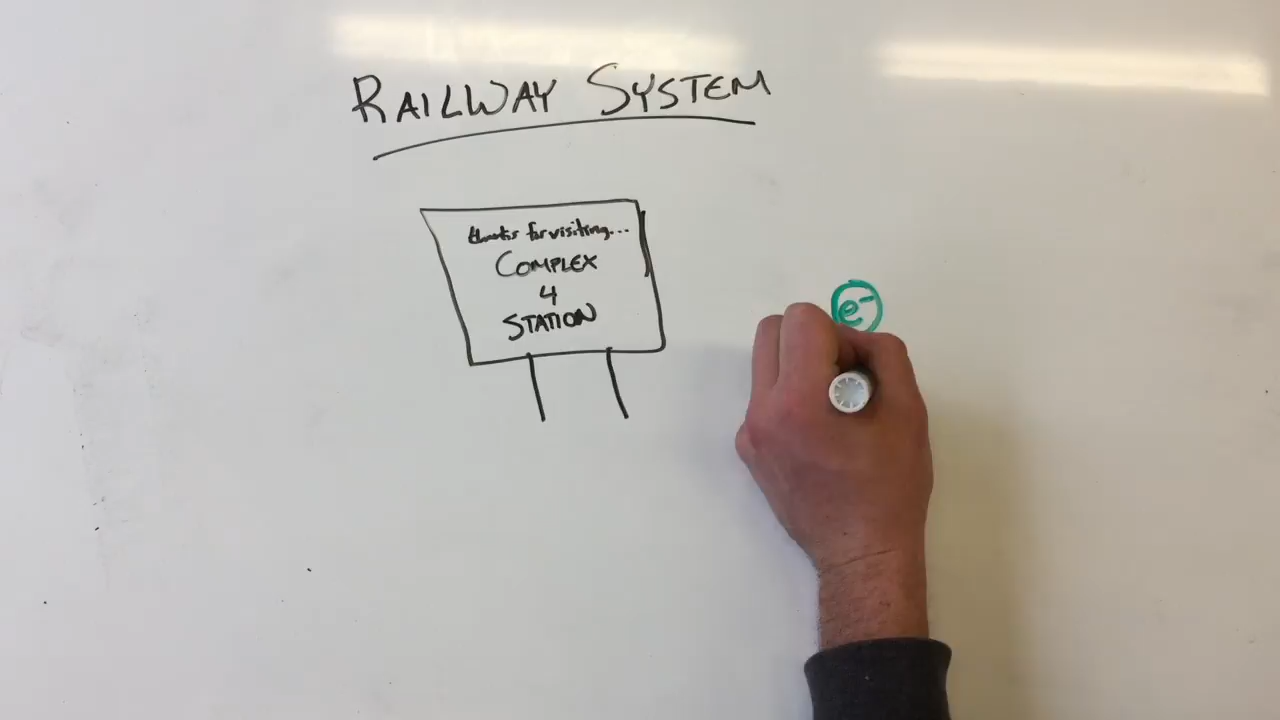 RAILWAY SYSTEM
thanks for visiting...
COMPLEX
4
STATION
e-